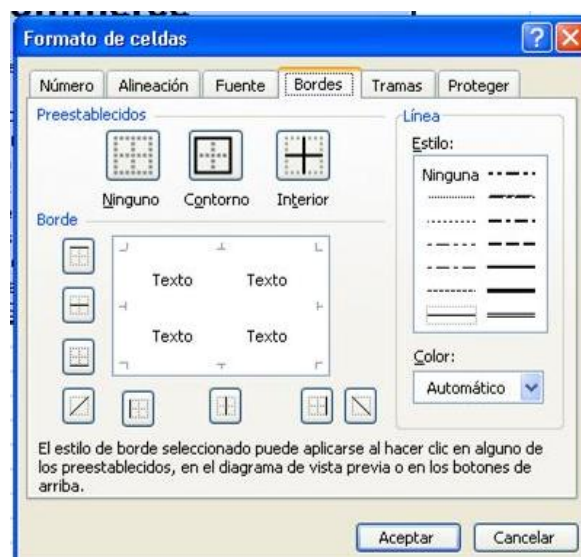 Formato de celdas
Número Alineación Fuente Bordes Tramas Proteger
Preestablecidos
Ninguno Contorno Interior
Borde
Texto Texto
Texto Texto
Línea
Estilo:
Ninguna
Color:
Automático
El estilo de borde seleccionado puede aplicarse al hacer clic en alguno de
los preestablecidos, en el diagrama de vista previa o en los botones de
arriba.
Aceptar Cancelar